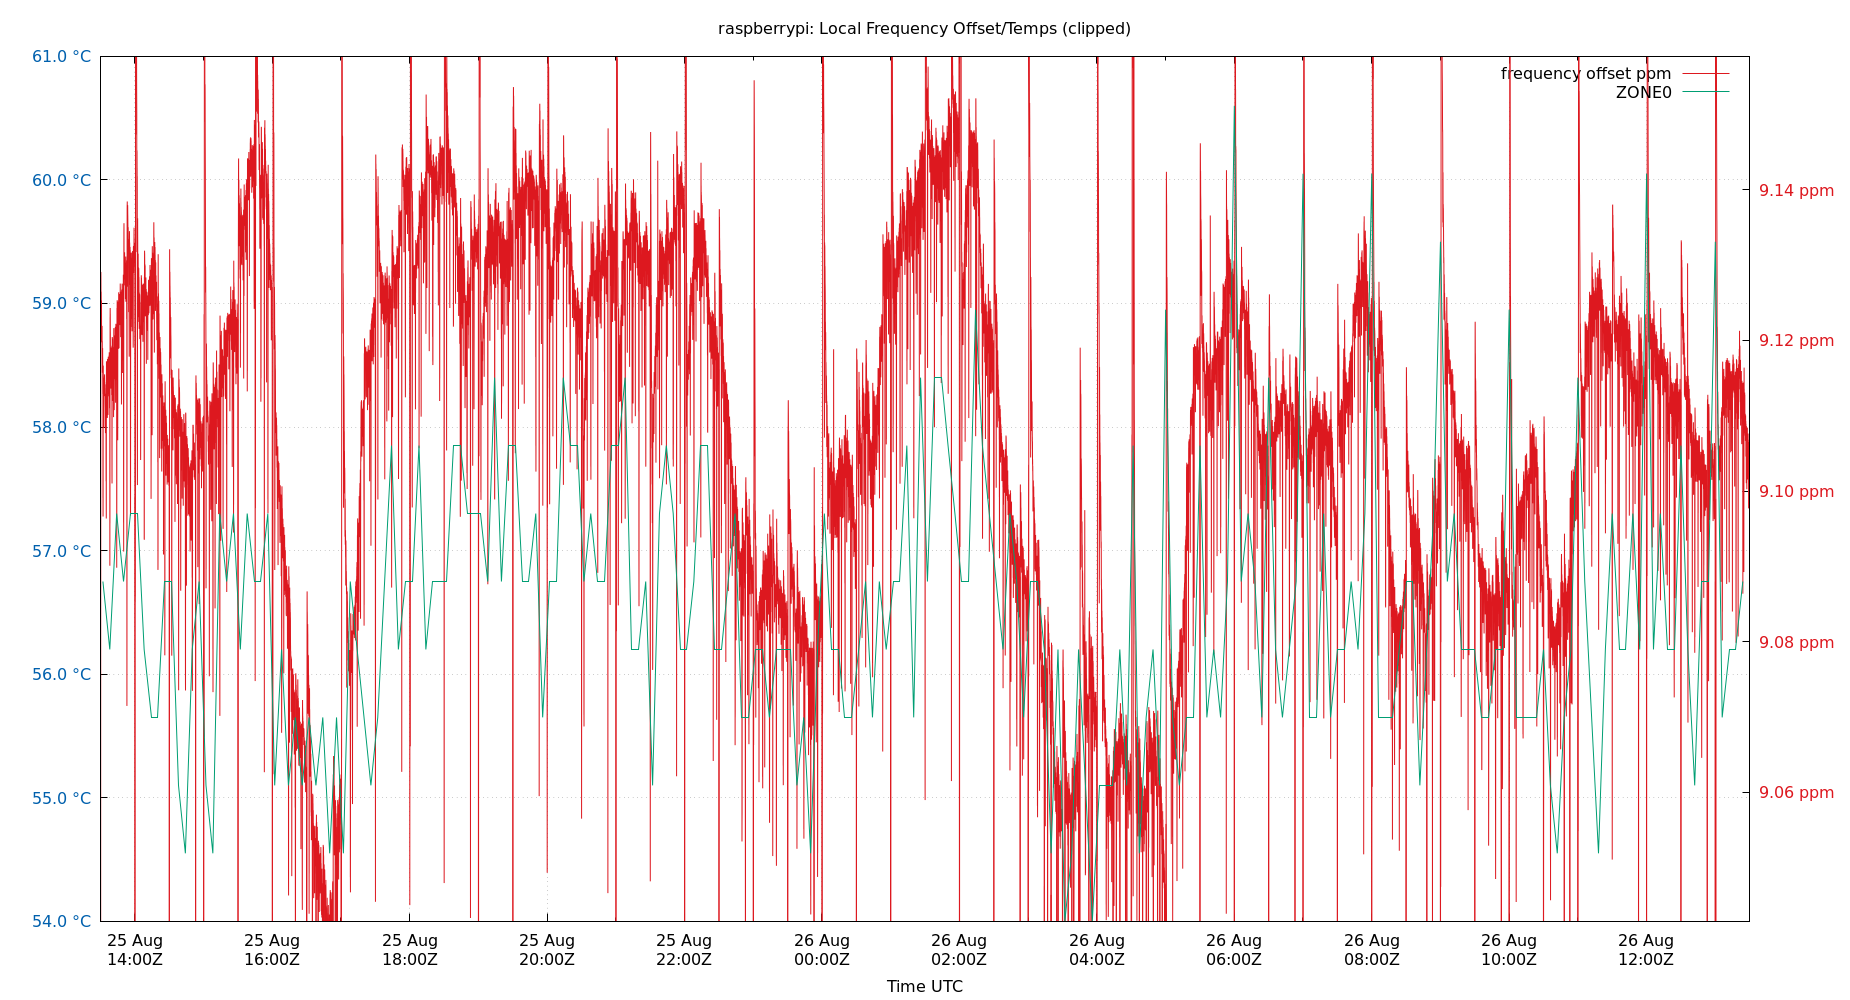 raspberrypi: Local Frequency Offset/Temps (clipped)
frequency offset ppm
ZONE0
61.0 °C
60.0 °C
59.0 °C
58.0 °C
57.0 °C
56.0 °C
55.0 °C
54.0 °C
9.14 ppm
9.12 ppm
9.10 ppm
9.08 ppm
9.06 ppm
25 Aug 25 Aug 25 Aug 25 Aug 25 Aug 26 Aug 26 Aug 26 Aug 26 Aug 26 Aug 26 Aug 26 Aug
14:00Z 16:00Z 18:00Z 20:00Z 22:00Z 00:00Z 02:00Z 04:00Z 06:00Z 08:00Z 10:00Z 12:00Z
Time UTC